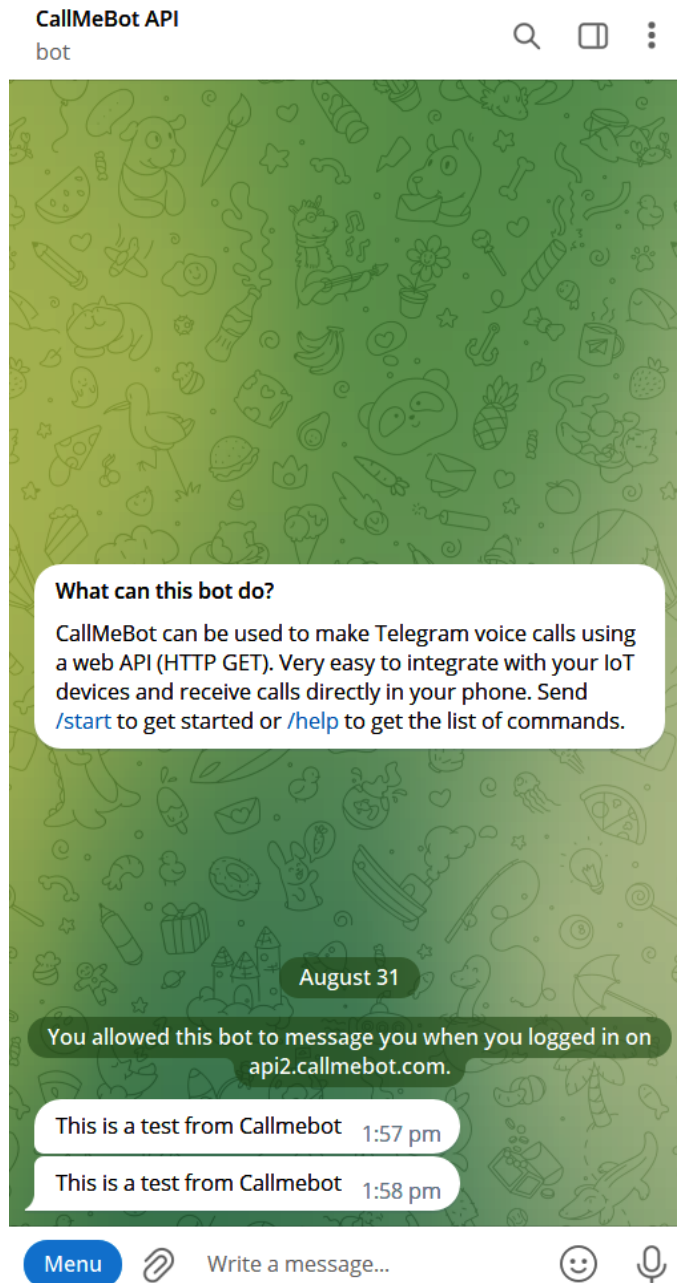 CallMeBot API
bot
What can this bot do?
CallMeBot can be used to make Telegram voice calls using
a web API (HTTP GET). Very easy to integrate with your IoT
devices and receive calls directly in your phone. Send
/start to get started or /help to get the list of commands.
August 31
You allowed this bot to message you when you logged in on
api2.callmebot.com.
This is a test from Callmebot 1:57 pm
This is a test from Callmebot 1:58 pm
Menu Write a message...